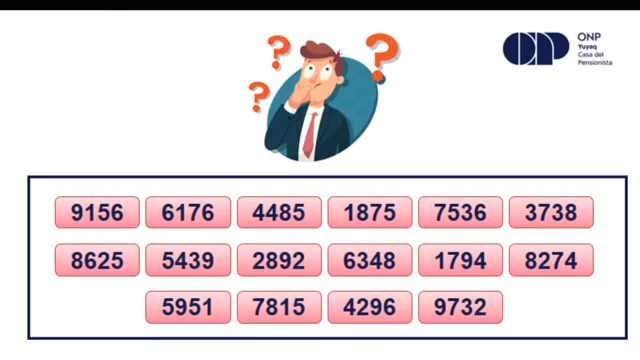 ? ? ?
ONP
ONP
Yuyaq
Casa del
Pensionista
9156 6176 4485 1875 7536 3738
8625 5439 2892 6348 1794 8274
5951 7815 4296 9732